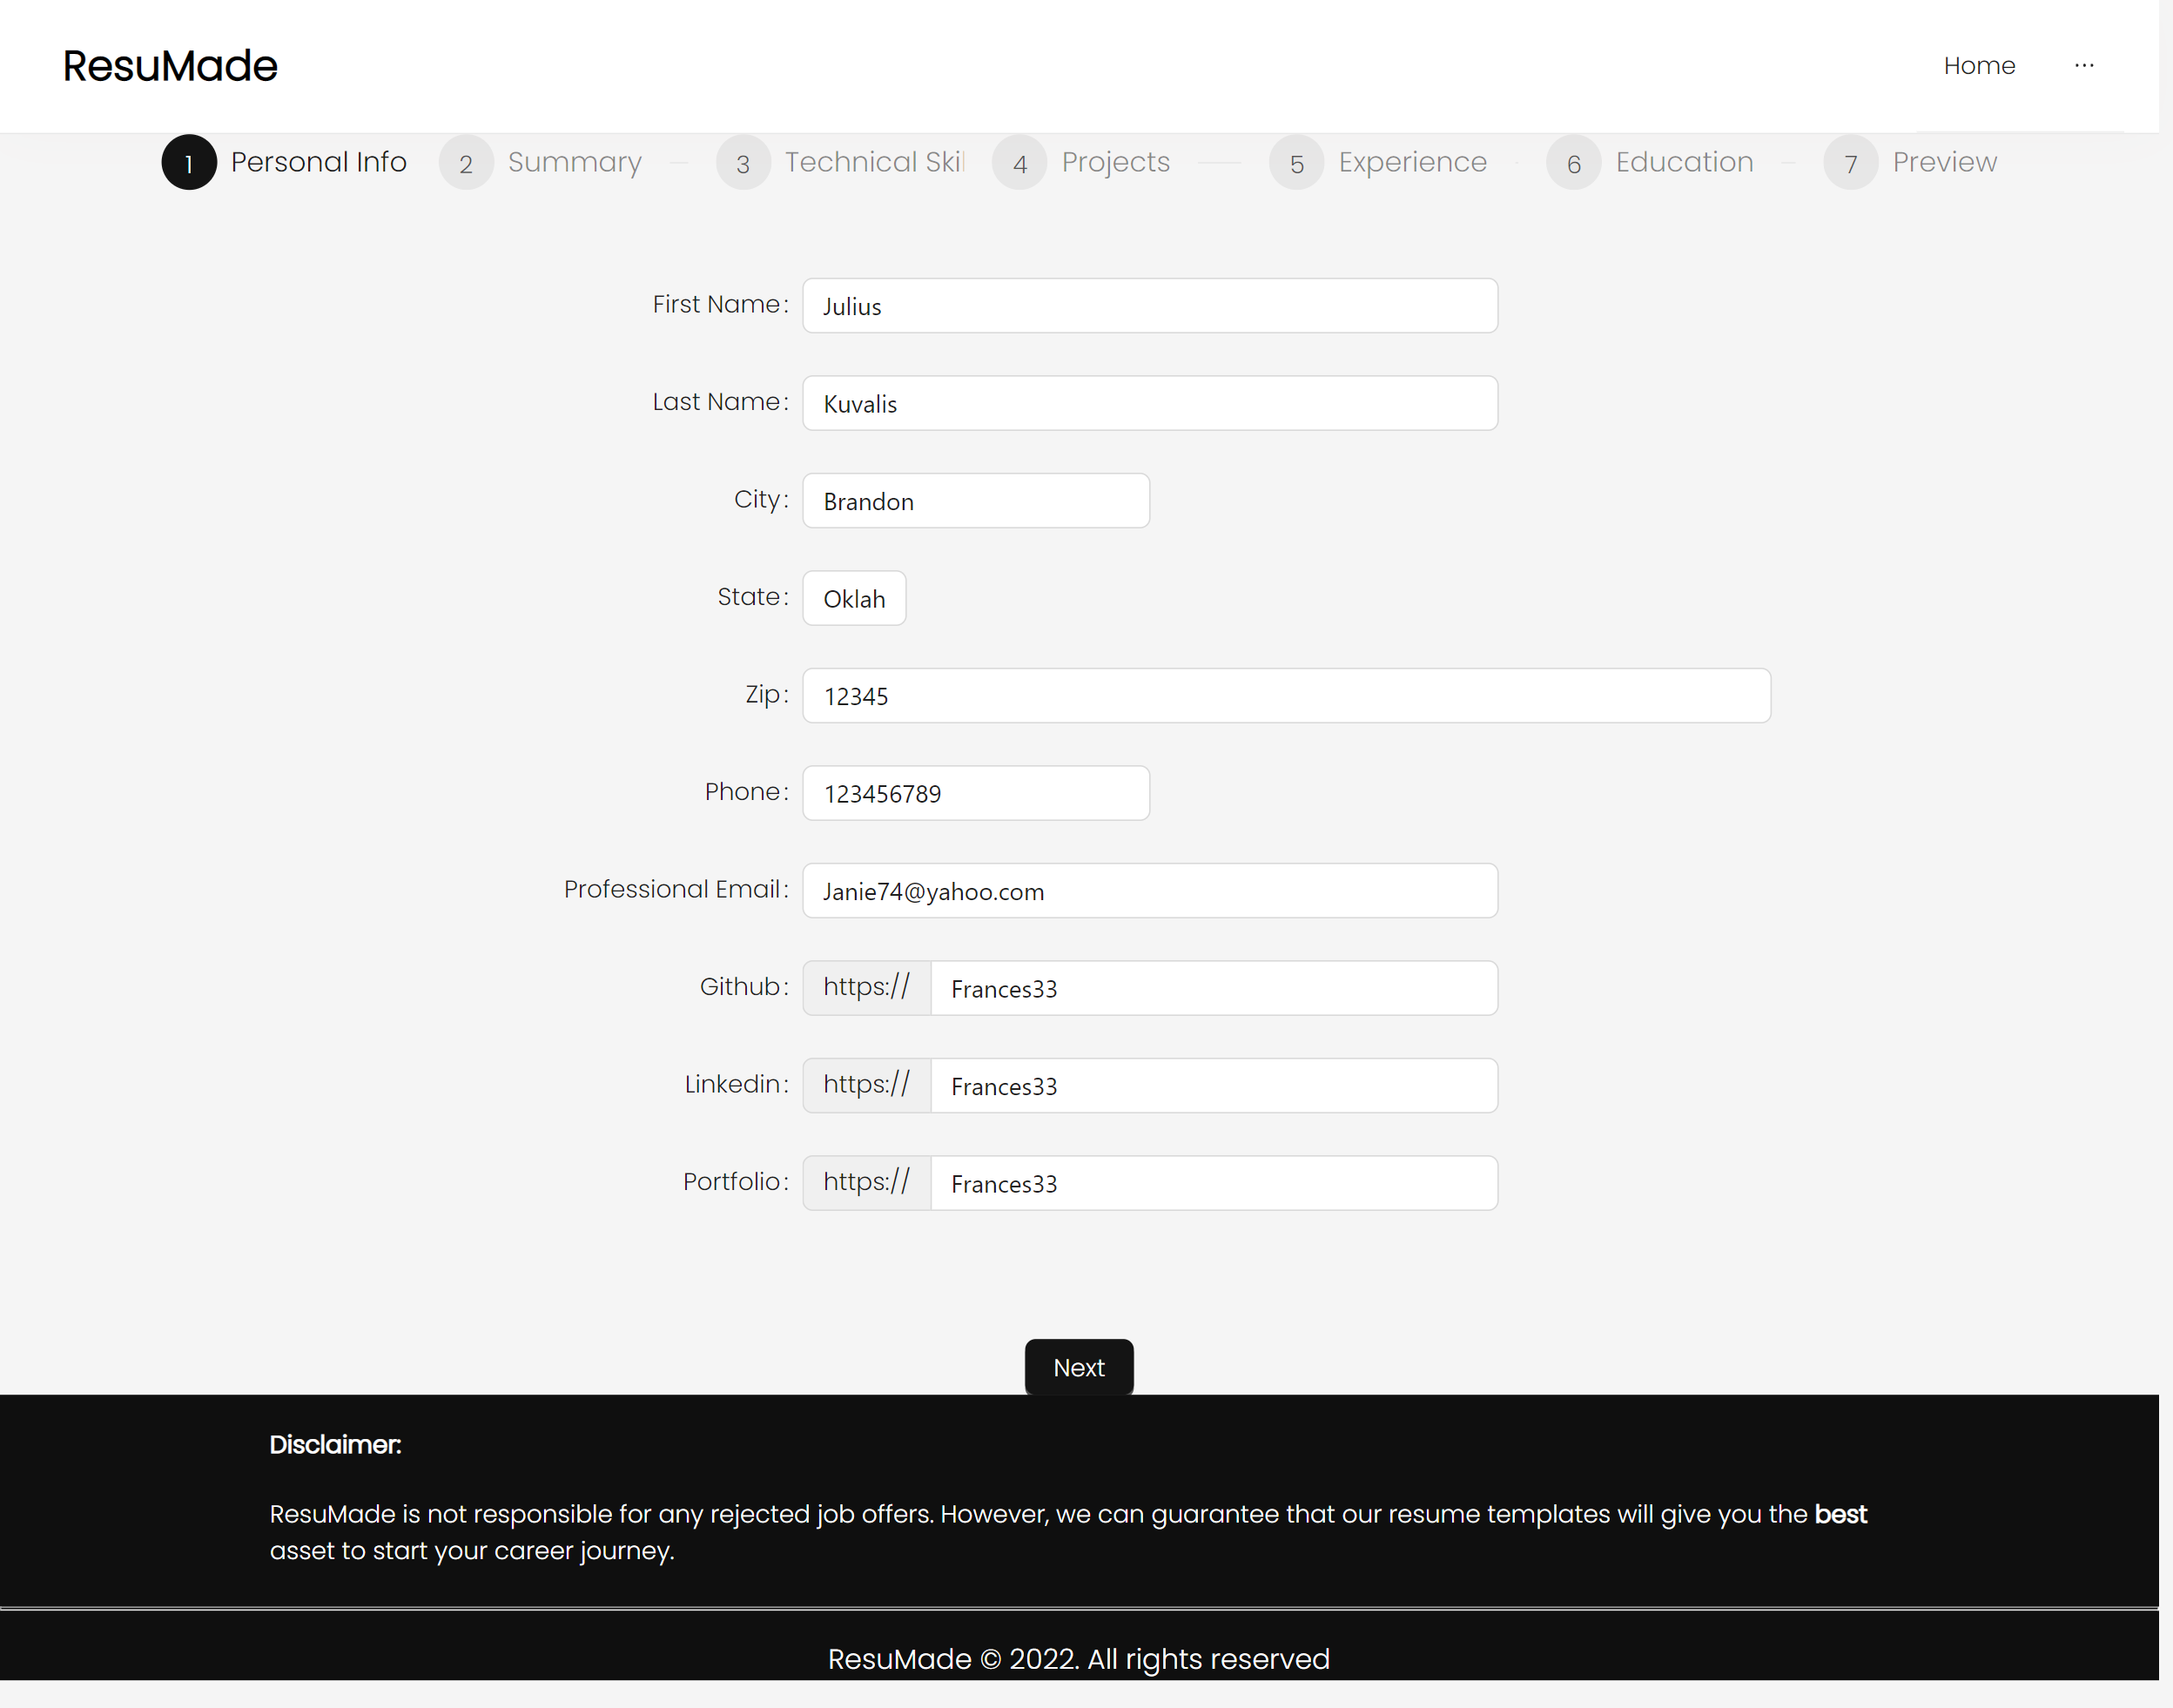 ResuMade
Home ...
1 Personal Info 2 Summary 3 Technical Skil 4 Projects 5 Experience 6 Education 7 Preview
First Name: Julius
Last Name: Kuvalis
City: Brandon
State: Oklah
Zip: 12345
Phone: 123456789
Professional Email: Janie74@yahoo.com
Github: https:// Frances33
Linkedin: https:// Frances33
Portfolio: https:// Frances33
Next
Disclaimer:
ResuMade is not responsible for any rejected job offers. However, we can guarantee that our resume templates will give you the best
asset to start your career journey.
ResuMade © 2022. All rights reserved